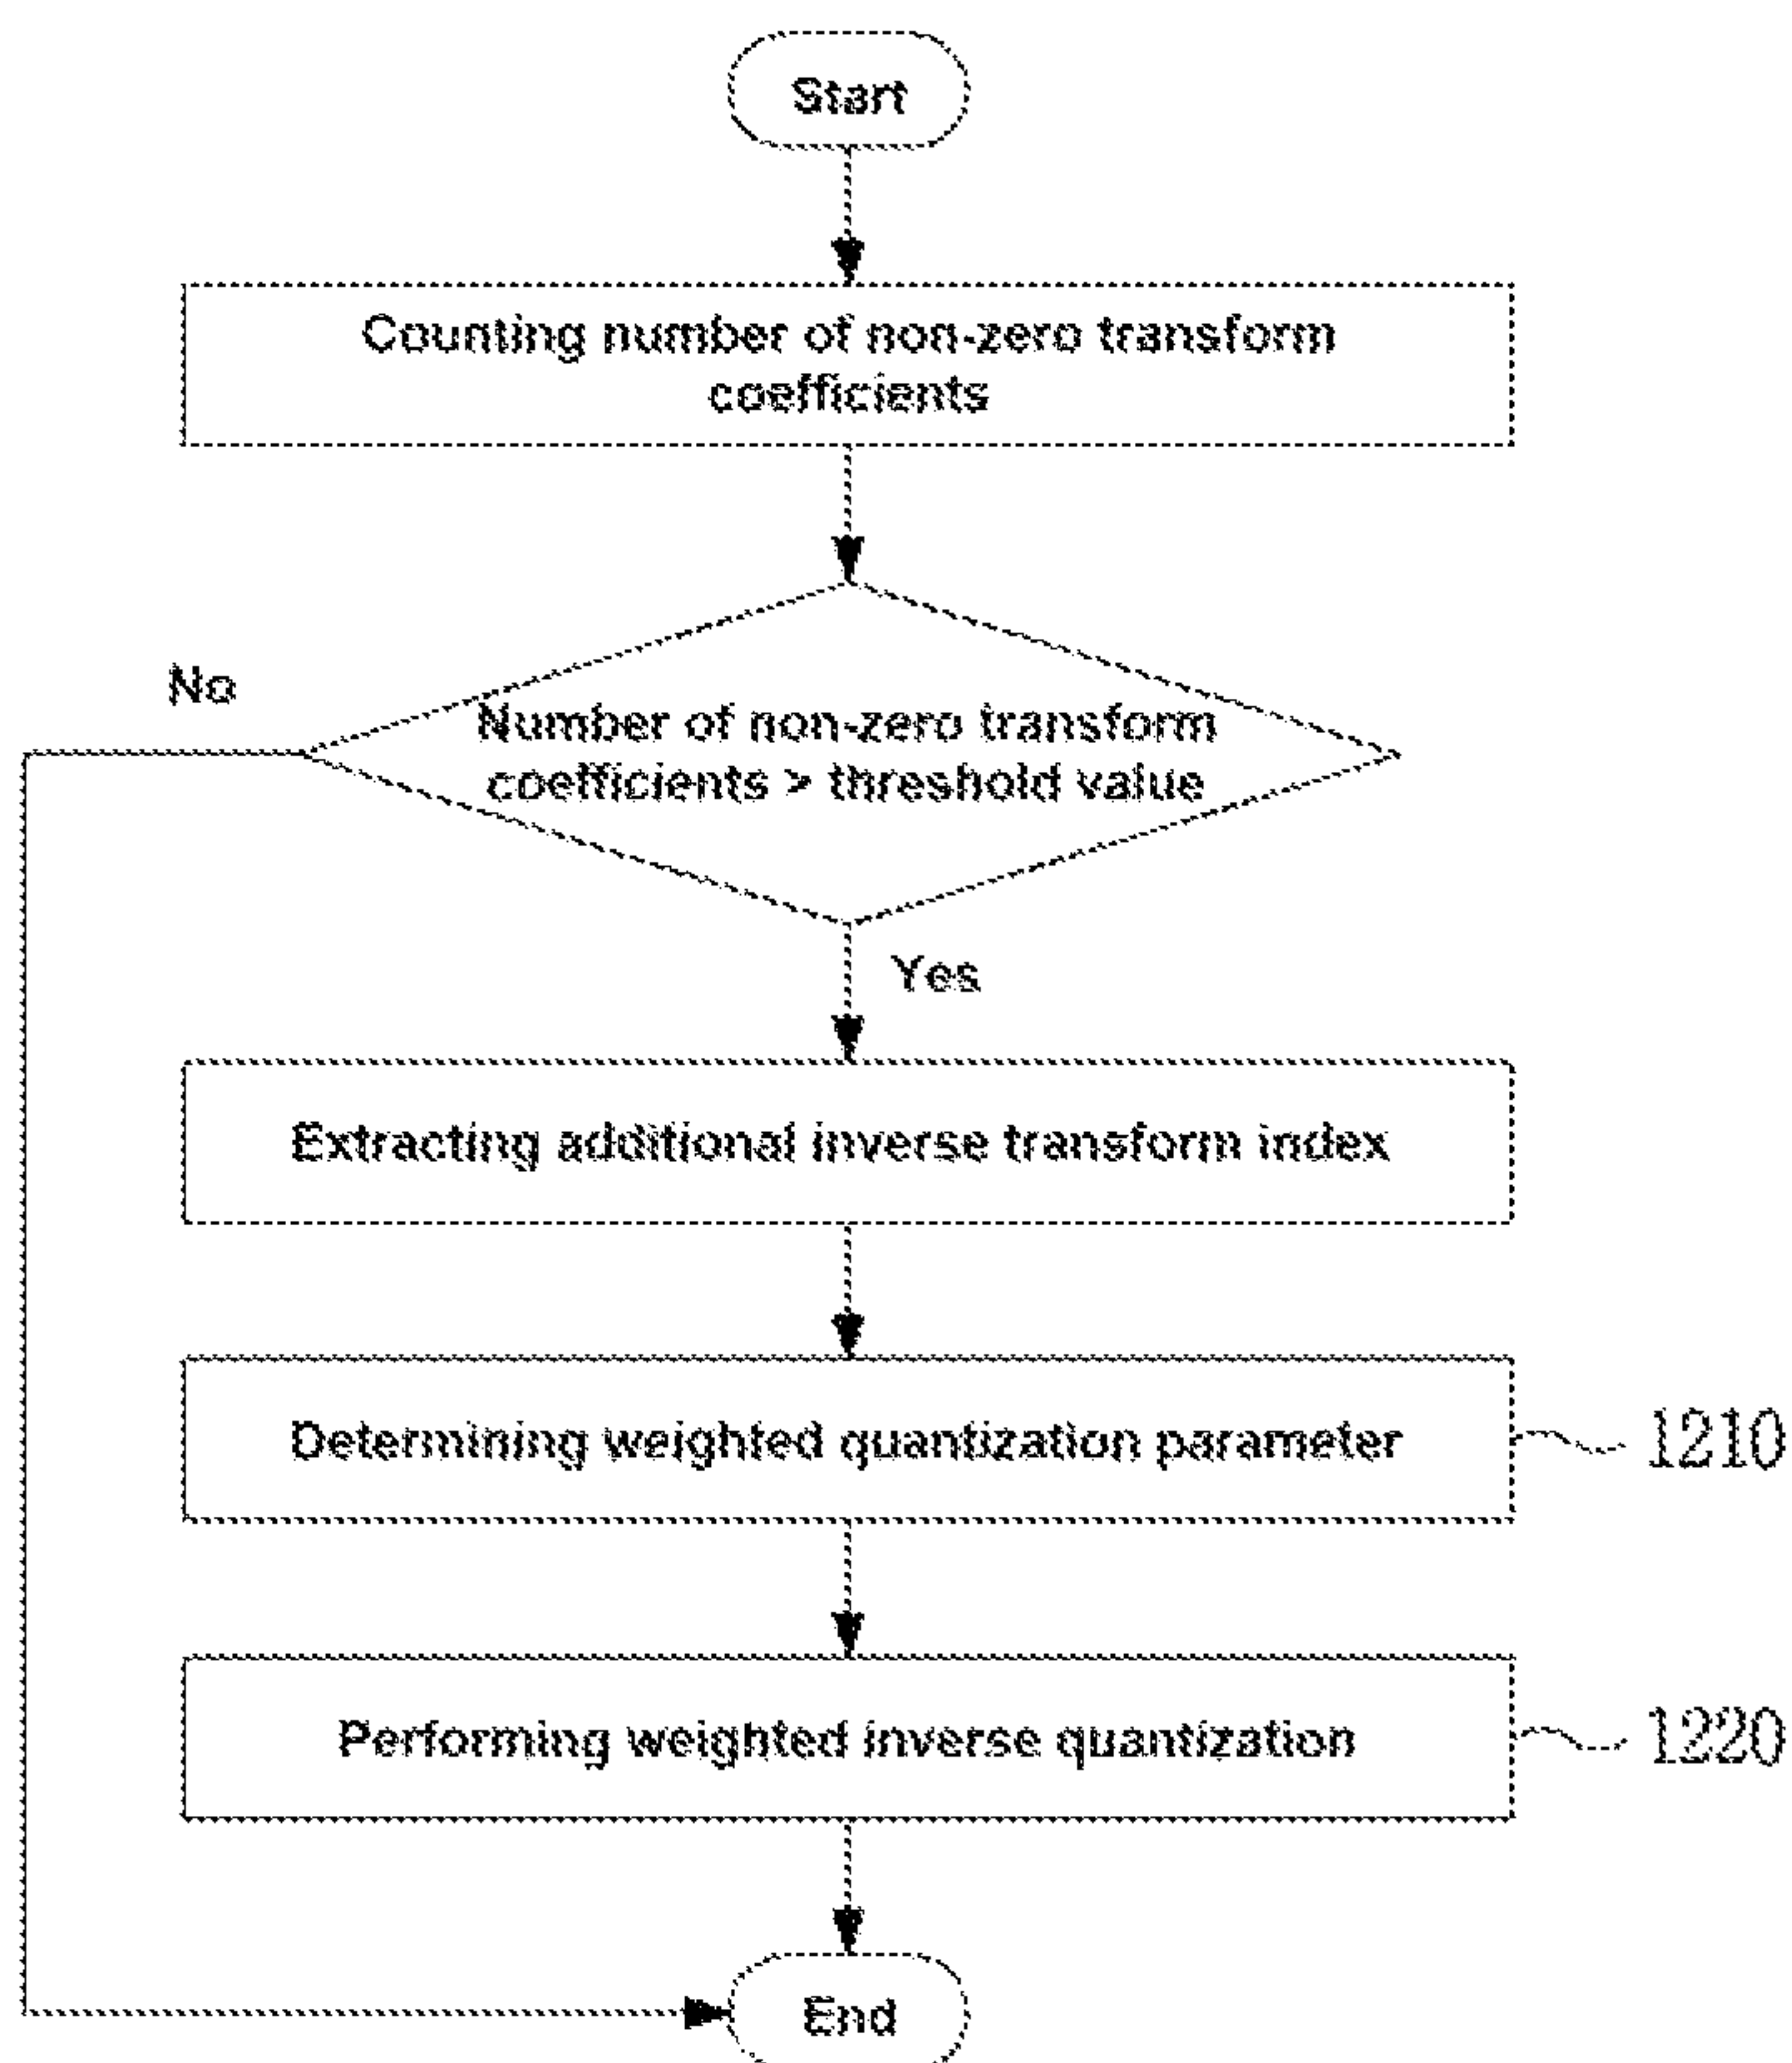 Start
Counting number of non-zero transform
coefficients
No
Number of non-zero transform
coefficients > threshold value
Yes
Extracting additional inverse transform index
Determining weighted quantization parameter
1210
Performing weighted inverse quantization
1220
End